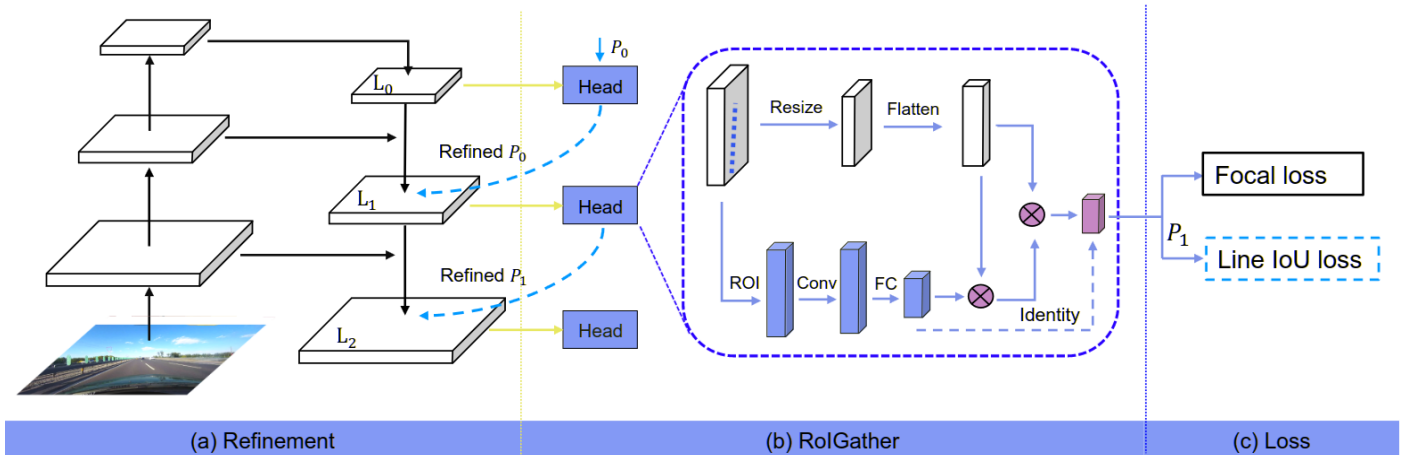 P₀
L₀
Head
Refined P₀
L₁
Head
Refined P₁
L₂
Head
Resize
Flatten
ROI
Conv
FC
Identity
Focal loss
P₁
Line IoU loss
(a) Refinement
(b) RoIGather
(c) Loss